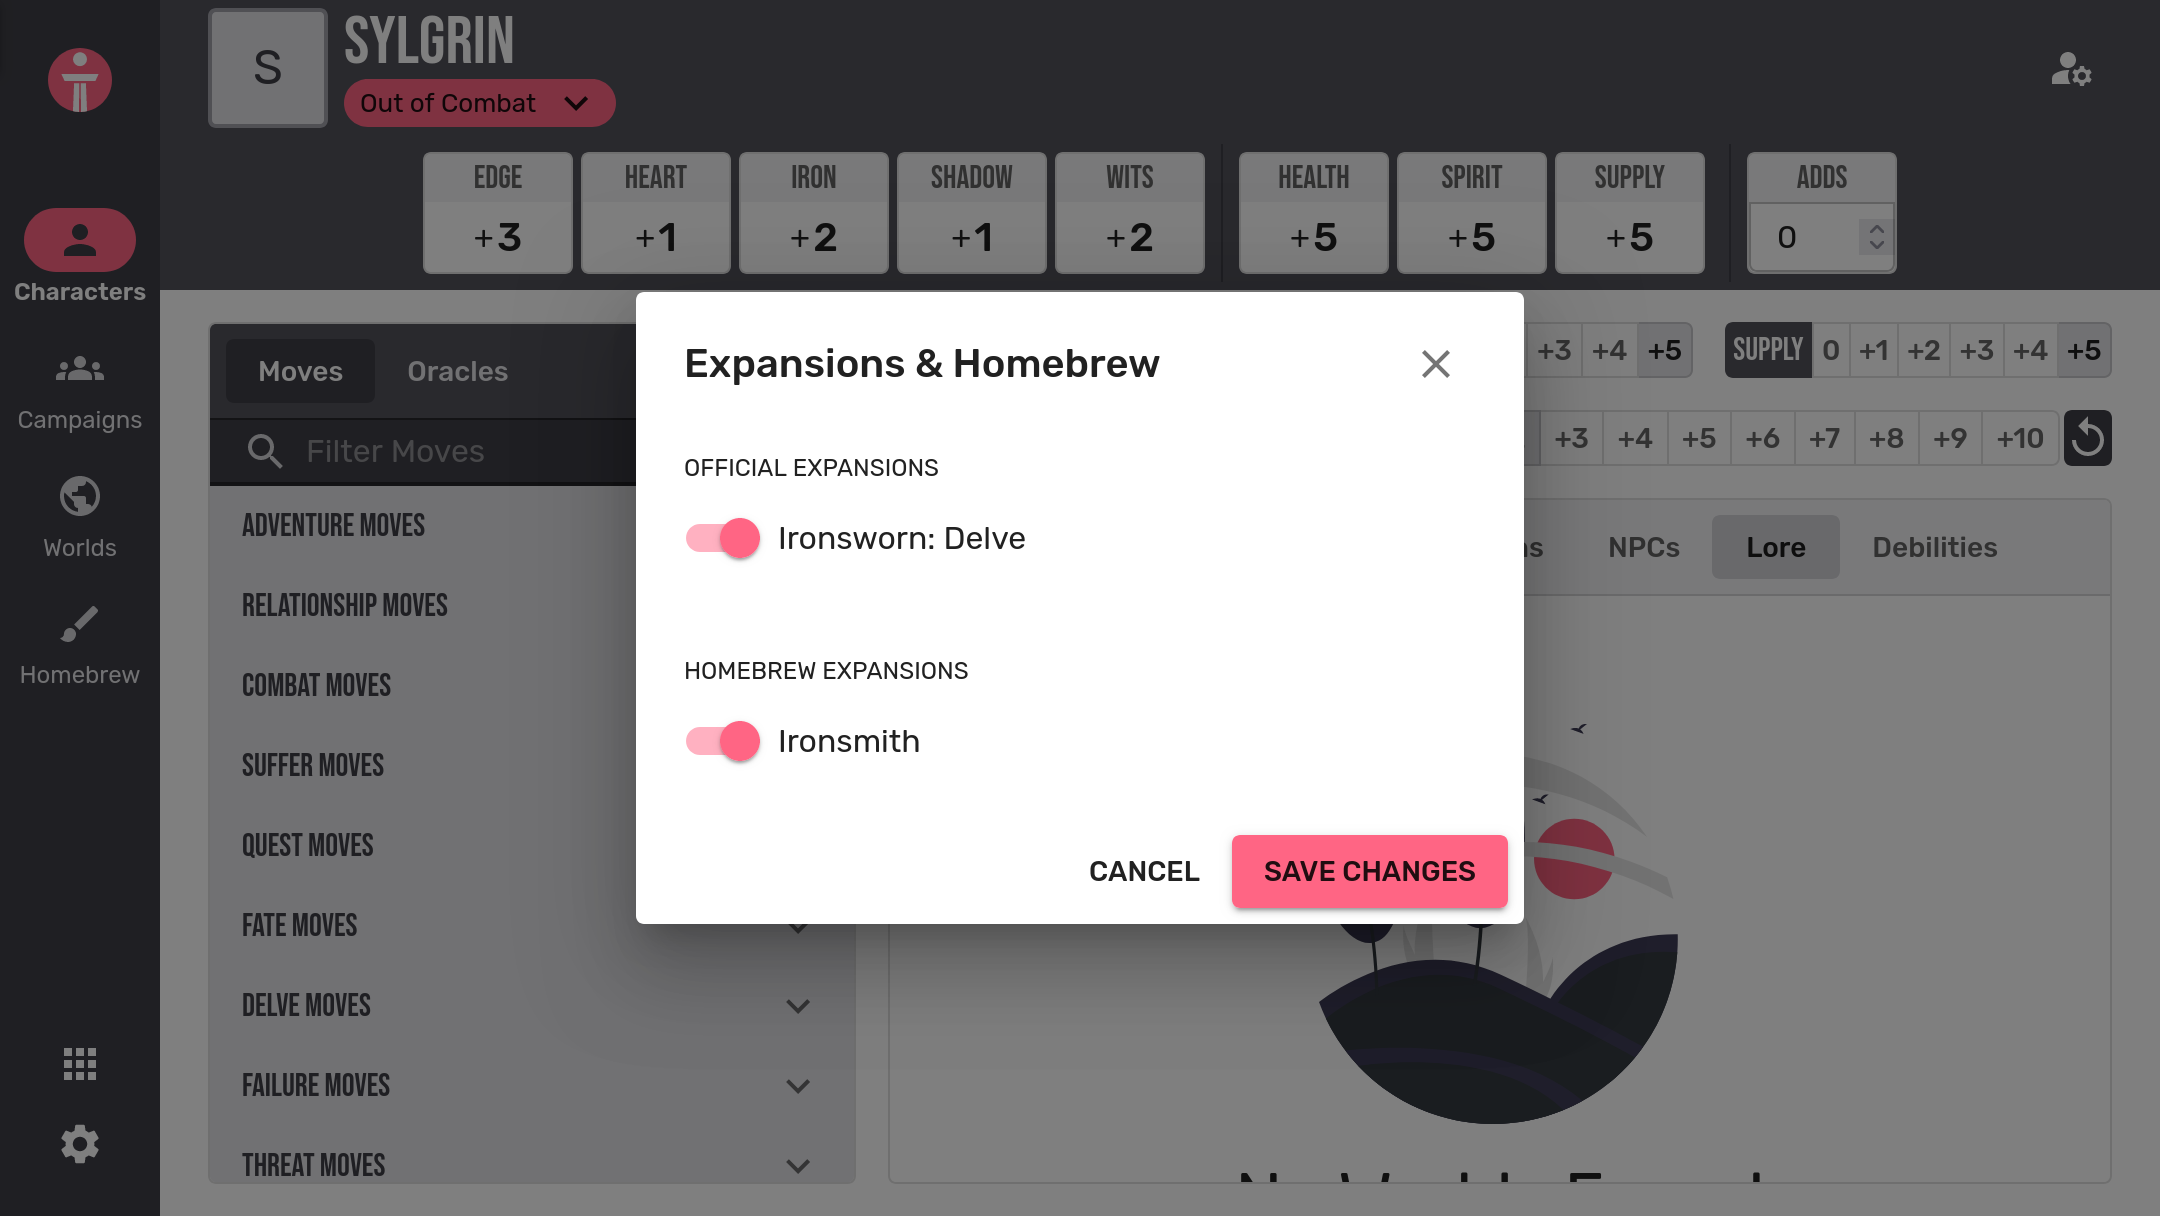 S
SYLGRIN
Out of Combat
EDGE
+3
HEART
+1
IRON
+2
SHADOW
+1
WITS
+2
HEALTH
+5
SPIRIT
+5
SUPPLY
+5
ADDS
0
Characters
Campaigns
Worlds
Homebrew
Moves Oracles
Filter Moves
ADVENTURE MOVES
RELATIONSHIP MOVES
COMBAT MOVES
SUFFER MOVES
QUEST MOVES
FATE MOVES
DELVE MOVES
FAILURE MOVES
THREAT MOVES
Expansions & Homebrew
OFFICIAL EXPANSIONS
Ironsworn: Delve
HOMEBREW EXPANSIONS
Ironsmith
CANCEL SAVE CHANGES
+3 +4 +5
SUPPLY 0 +1 +2 +3 +4 +5
+3 +4 +5 +6 +7 +8 +9 +10
NPCs Lore Debilities